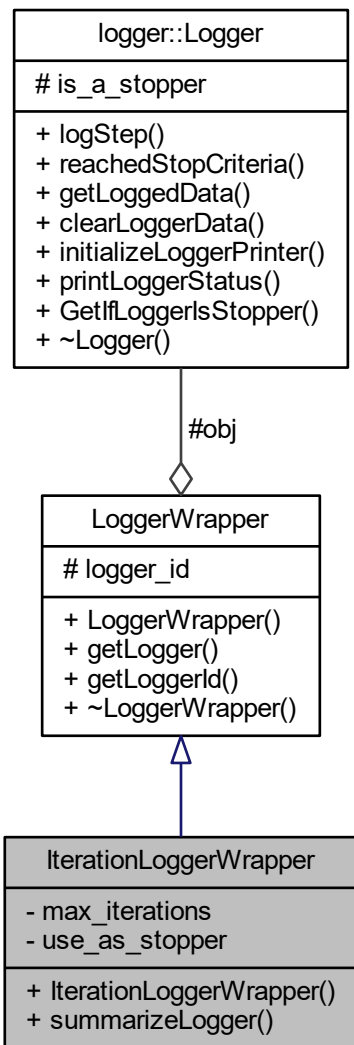 logger::Logger
# is_a_stopper
+ logStep()
+ reachedStopCriteria()
+ getLoggedData()
+ clearLoggerData()
+ initializeLoggerPrinter()
+ printLoggerStatus()
+ GetIfLoggerIsStopper()
+ ~Logger()
#obj
LoggerWrapper
# logger_id
+ LoggerWrapper()
+ getLogger()
+ getLoggerId()
+ ~LoggerWrapper()
IterationLoggerWrapper
- max_iterations
- use_as_stopper
+ IterationLoggerWrapper()
+ summarizeLogger()